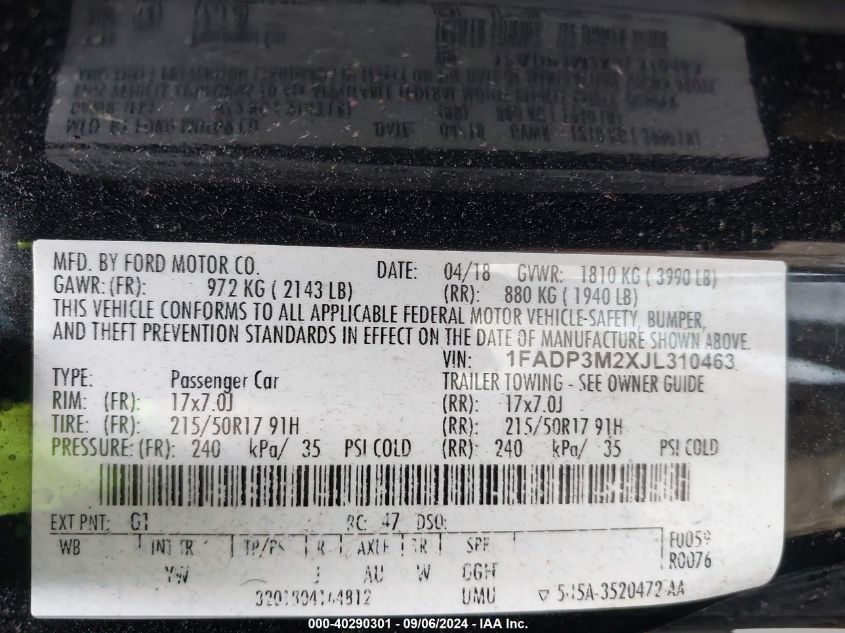 MFD. BY FORD MOTOR CO. DATE: 04/18 GVWR: 1810 KG ( 3990 LB)
GAWR: (FR): 972 KG ( 2143 LB) (RR): 880 KG ( 1940 LB)
THIS VEHICLE CONFORMS TO ALL APPLICABLE FEDERAL MOTOR VEHICLE-SAFETY, BUMPER,
AND THEFT PREVENTION STANDARDS IN EFFECT ON THE DATE OF MANUFACTURE SHOWN ABOVE.
VIN: 1FADP3M2XJL310463
TYPE: Passenger Car TRAILER TOWING - SEE OWNER GUIDE
RIM: (FR): 17x7.0J (RR): 17x7.0J
TIRE: (FR): 215/50R17 91H (RR): 215/50R17 91H
PRESSURE: (FR): 240 kPa/ 35 PSI COLD (RR): 240 kPa/ 35 PSI COLD
EXT PNT: G1 RC: 47 DSO:
WB INT TR TP/PS R AXLE TR SPR
YW J AU W
UMU
R0076
000-40290301 - 09/06/2024 - IAA Inc.